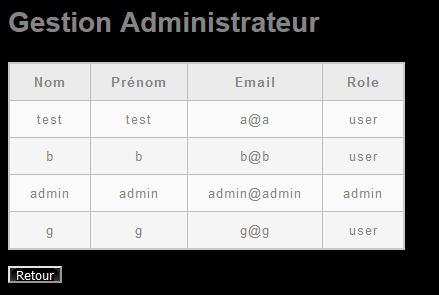 Gestion Administrateur
Nom Prénom Email Role
test test a@a user
b b b@b user
admin admin admin@admin admin
g g g@g user
Retour